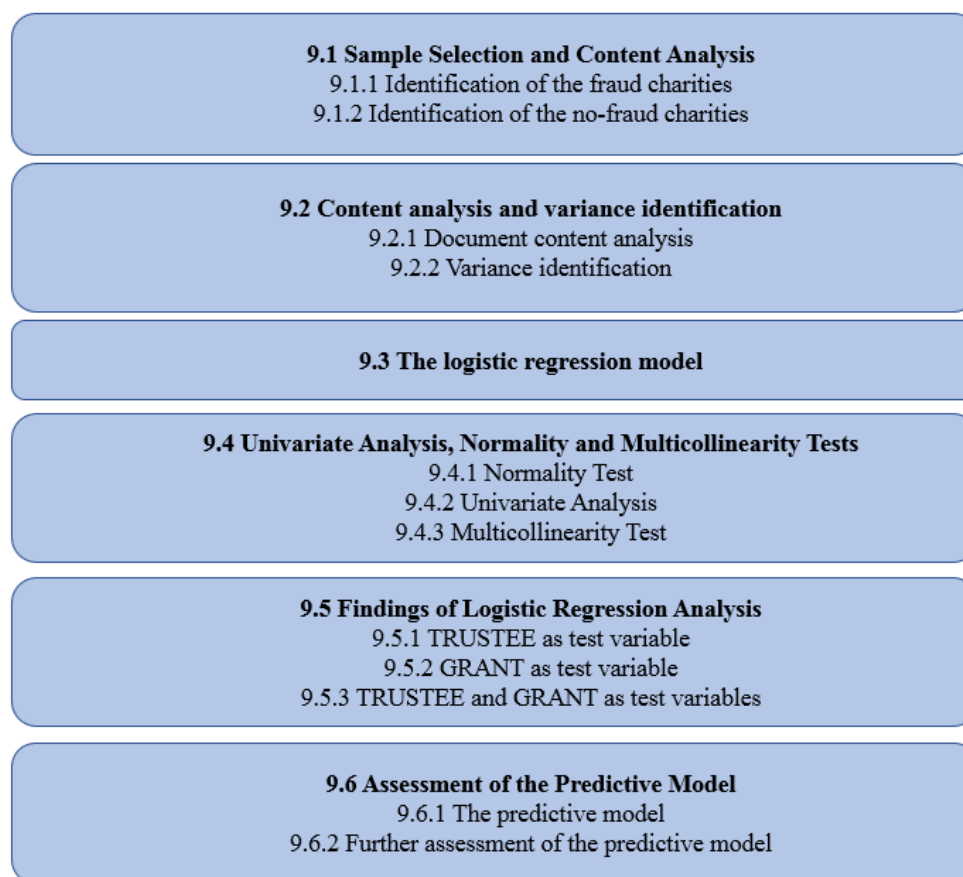 9.1 Sample Selection and Content Analysis
9.1.1 Identification of the fraud charities
9.1.2 Identification of the no-fraud charities
9.2 Content analysis and variance identification
9.2.1 Document content analysis
9.2.2 Variance identification
9.3 The logistic regression model
9.4 Univariate Analysis, Normality and Multicollinearity Tests
9.4.1 Normality Test
9.4.2 Univariate Analysis
9.4.3 Multicollinearity Test
9.5 Findings of Logistic Regression Analysis
9.5.1 TRUSTEE as test variable
9.5.2 GRANT as test variable
9.5.3 TRUSTEE and GRANT as test variables
9.6 Assessment of the Predictive Model
9.6.1 The predictive model
9.6.2 Further assessment of the predictive model